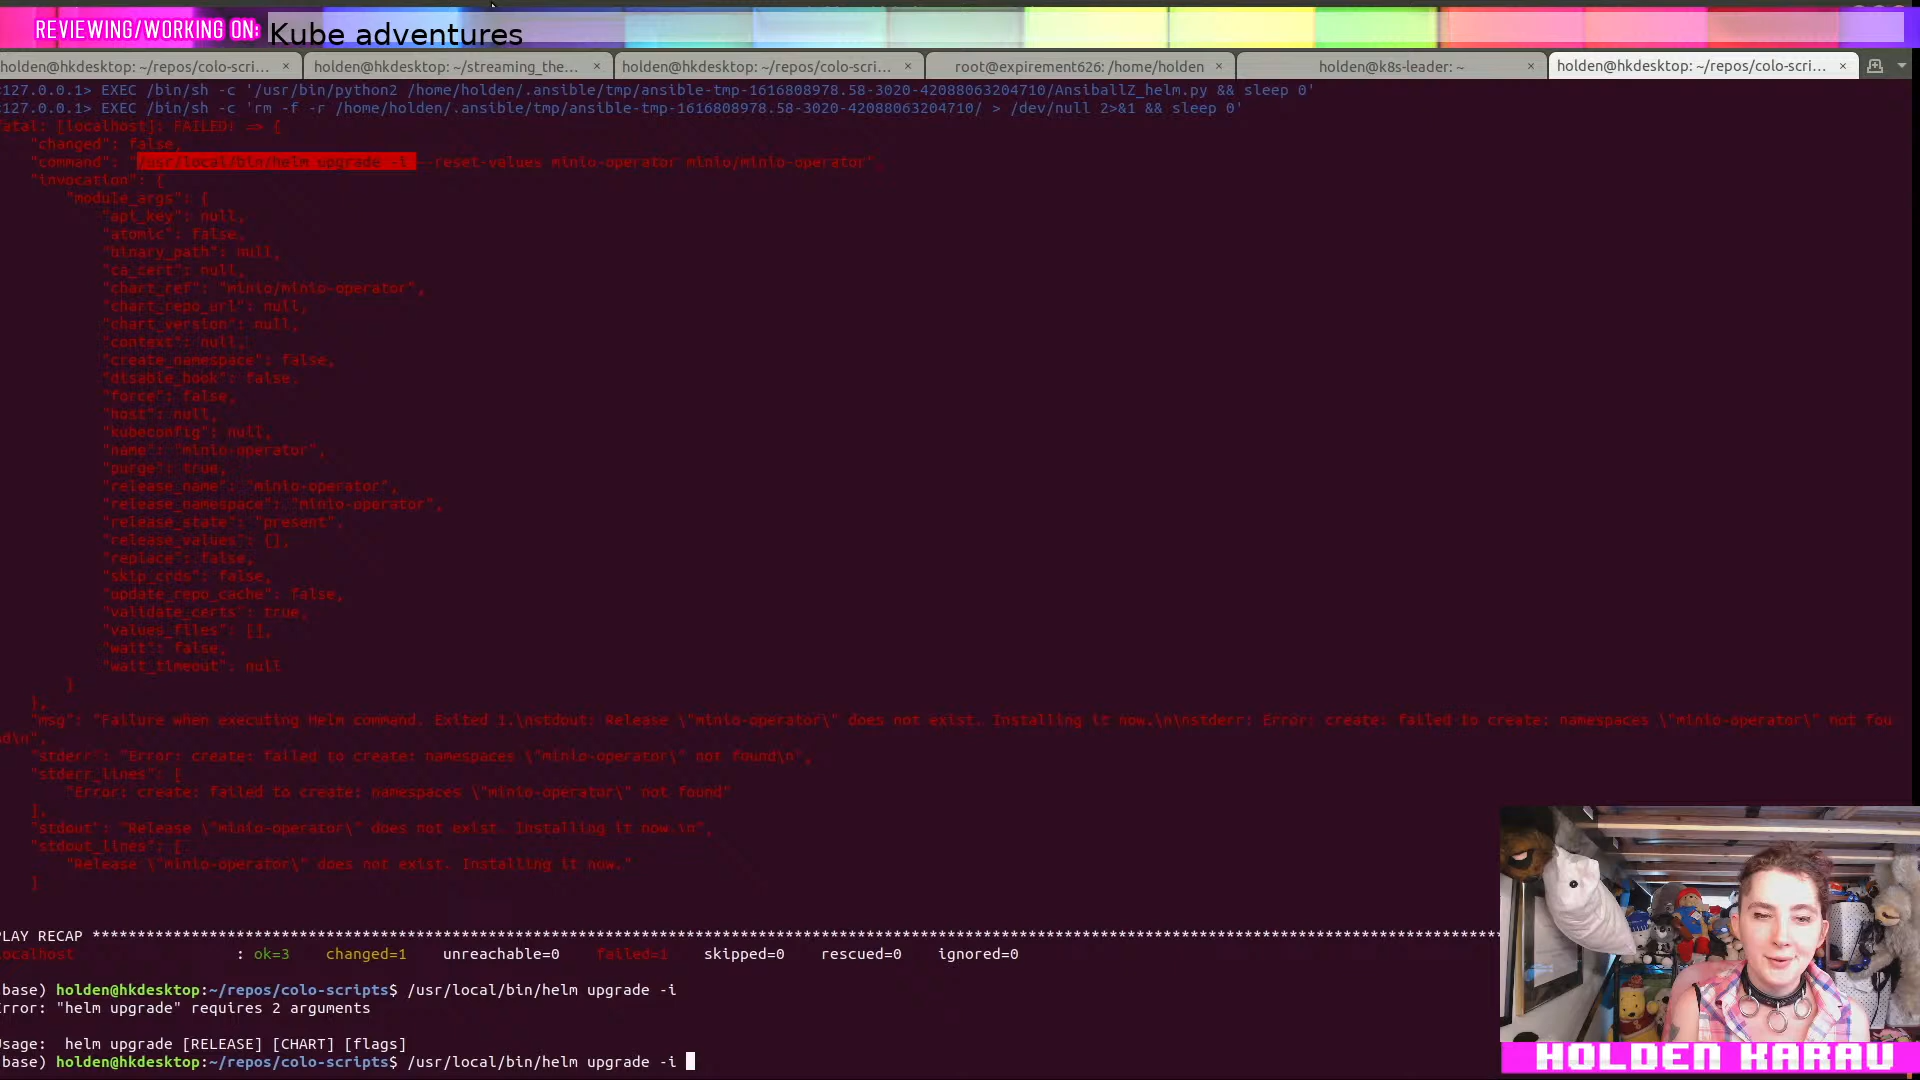 REVIEWING/WORKING ON: Kube adventures
holden@hkdesktop: ~/repos/colo-scri... × holden@hkdesktop: ~/streaming_the... × holden@hkdesktop: ~/repos/colo-scri... × root@expirement626: /home/holden × holden@k8s-leader: ~ × holden@hkdesktop: ~/repos/colo-scri... ×
127.0.0.1> EXEC /bin/sh -c '/usr/bin/python2 /home/holden/.ansible/tmp/ansible-tmp-1616808978.58-3020-42088063204710/AnsiballZ_helm.py && sleep 0'
127.0.0.1> EXEC /bin/sh -c 'rm -f -r /home/holden/.ansible/tmp/ansible-tmp-1616808978.58-3020-42088063204710/ > /dev/null 2>&1 && sleep 0'
fatal: [localhost]: FAILED! => {
"changed": false,
"command": "/usr/local/bin/helm upgrade -i --reset-values minio-operator minio/minio-operator",
"invocation": {
"module_args": {
"api_key": null,
"atomic": false,
"binary_path": null,
"ca_cert": null,
"chart_ref": "minio/minio-operator",
"chart_repo_url": null,
"chart_version": null,
"context": null,
"create_namespace": false,
"disable_hook": false,
"force": false,
"host": null,
"kubeconfig": null,
"name": "minio-operator",
"purge": true,
"release_name": "minio-operator",
"release_namespace": "minio-operator",
"release_state": "present",
"release_values": {},
"replace": false,
"skip_crds": false,
"update_repo_cache": false,
"validate_certs": true,
"values_files": [],
"wait": false,
"wait_timeout": null
}
},
"msg": "Failure when executing Helm command. Exited 1.\nstdout: Release \"minio-operator\" does not exist. Installing it now.\n\nstderr: Error: create: failed to create: namespaces \"minio-operator\" not fou
nd\n",
"stderr": "Error: create: failed to create: namespaces \"minio-operator\" not found\n",
"stderr_lines": [
"Error: create: failed to create: namespaces \"minio-operator\" not found"
],
"stdout": "Release \"minio-operator\" does not exist. Installing it now.\n",
"stdout_lines": [
"Release \"minio-operator\" does not exist. Installing it now."
]
PLAY RECAP *********************************************************************
localhost : ok=3 changed=1 unreachable=0 failed=1 skipped=0 rescued=0 ignored=0
base) holden@hkdesktop:~/repos/colo-scripts$ /usr/local/bin/helm upgrade -i
Error: "helm upgrade" requires 2 arguments
Usage: helm upgrade [RELEASE] [CHART] [flags]
base) holden@hkdesktop:~/repos/colo-scripts$ /usr/local/bin/helm upgrade -i
HOLDEN KARAU